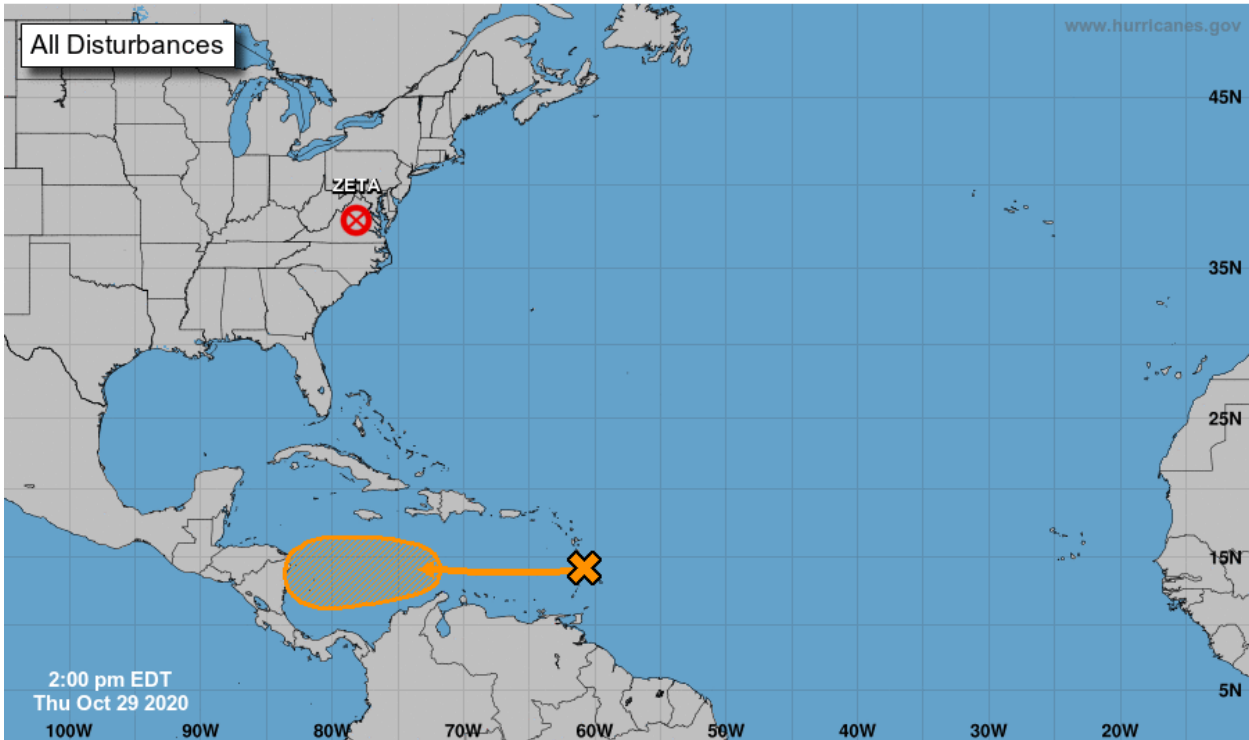 All Disturbances
www.hurricanes.gov
45N
ZETA
35N
25N
15N
2:00 pm EDT
Thu Oct 29 2020
5N
100W 90W 80W 70W 60W 50W 40W 30W 20W